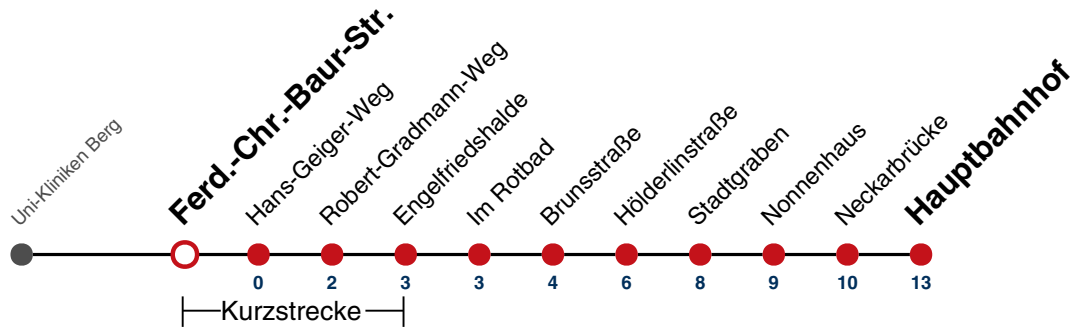 Uni-Kliniken Berg
Ferd.-Chr.-Baur-Str.
Hans-Geiger-Weg
Robert-Gradmann-Weg
Engelfriedshalde
Im Rotbad
Brunsstraße
Hölderlinstraße
Stadtgraben
Nonnenhaus
Neckarbrücke
Hauptbahnhof
0 2 3 3 4 6 8 9 10 13
Kurzstrecke